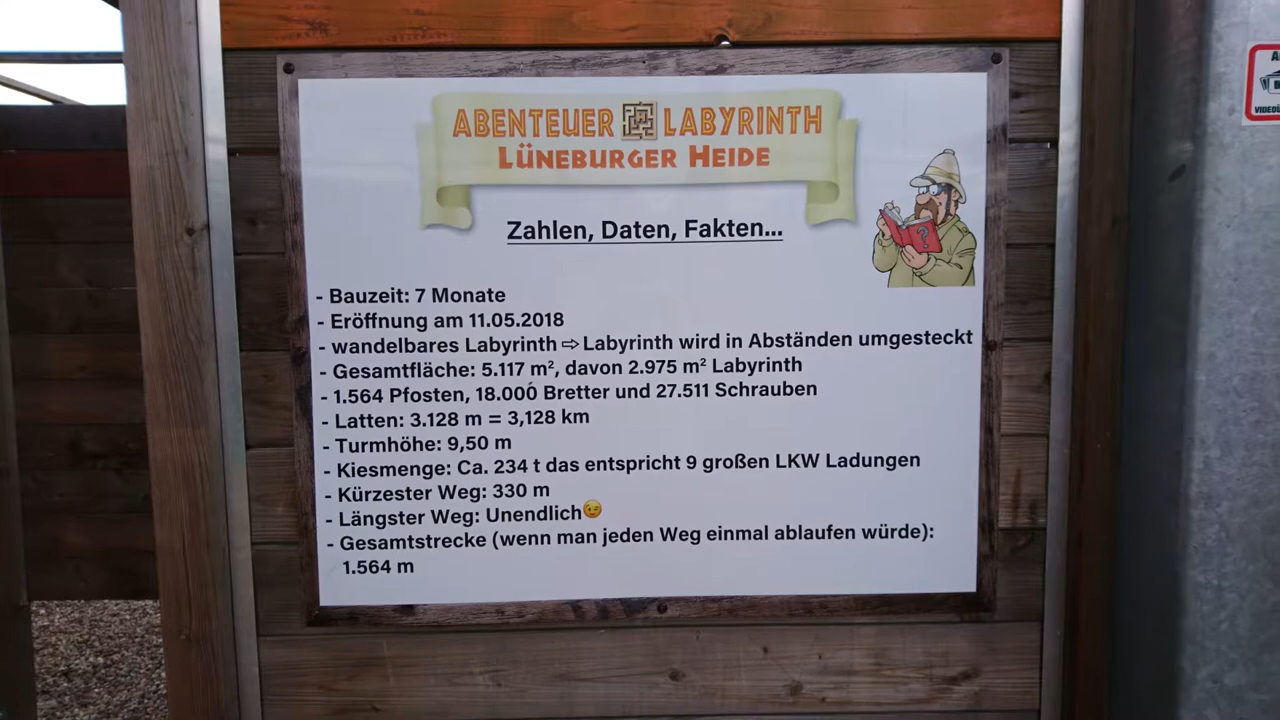 ABENTEUER LABYRINTH
LÜNEBURGER HEIDE
Zahlen, Daten, Fakten...
- Bauzeit: 7 Monate
- Eröffnung am 11.05.2018
- wandelbares Labyrinth ⇨ Labyrinth wird in Abständen umgesteckt
- Gesamtfläche: 5.117 m², davon 2.975 m² Labyrinth
- 1.564 Pfosten, 18.000 Bretter und 27.511 Schrauben
- Latten: 3.128 m = 3,128 km
- Turmhöhe: 9,50 m
- Kiesmenge: Ca. 234 t das entspricht 9 großen LKW Ladungen
- Kürzester Weg: 330 m
- Längster Weg: Unendlich😉
- Gesamtstrecke (wenn man jeden Weg einmal ablaufen würde):
1.564 m
?